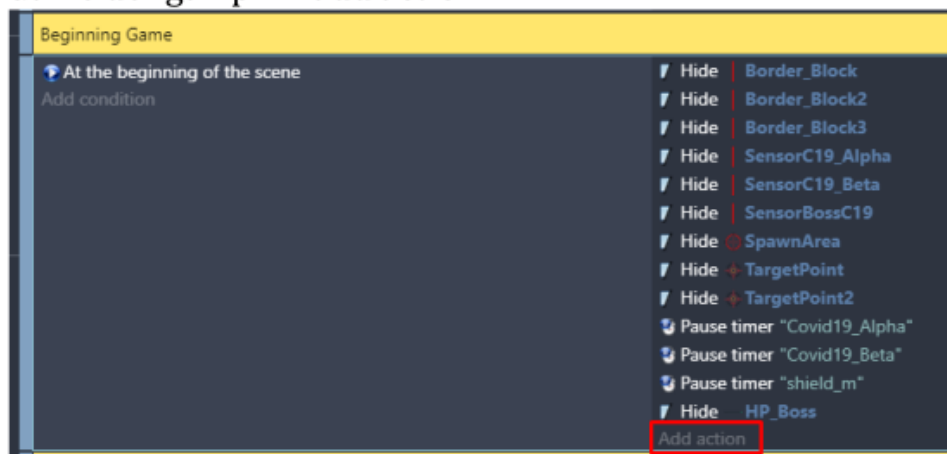 Beginning Game
At the beginning of the scene
Add condition
Hide Border_Block
Hide Border_Block2
Hide Border_Block3
Hide SensorC19_Alpha
Hide SensorC19_Beta
Hide SensorBossC19
Hide SpawnArea
Hide TargetPoint
Hide TargetPoint2
Pause timer "Covid19_Alpha"
Pause timer "Covid19_Beta"
Pause timer "shield_m"
Hide HP_Boss
Add action